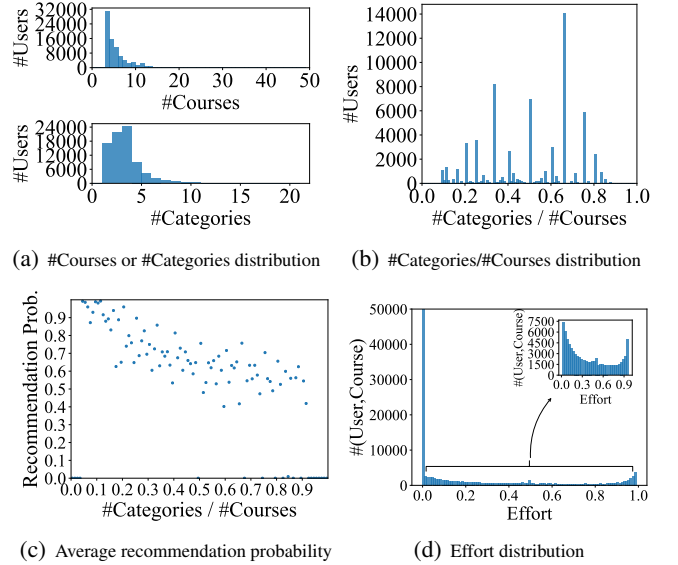 32000
24000
16000
8000
0
#Users
0 10 20 30 40 50
#Courses
24000
18000
12000
6000
0
#Users
0 5 10 15 20
#Categories
(a) #Courses or #Categories distribution
14000
12000
10000
8000
6000
4000
2000
0
#Users
0.0 0.2 0.4 0.6 0.8 1.0
#Categories / #Courses
(b) #Categories/#Courses distribution
0.9
0.8
0.7
0.6
0.5
0.4
0.3
0.2
0.1
0.0
Recommendation Prob.
0.0 0.1 0.2 0.3 0.4 0.5 0.6 0.7 0.8 0.9
#Categories / #Courses
(c) Average recommendation probability
50000
40000
30000
20000
10000
0
#(User,Course)
0.0 0.2 0.4 0.6 0.8 1.0
Effort
7500
6000
4500
3000
1500
0
#(User,Course)
0.0 0.3 0.6 0.9
Effort
(d) Effort distribution